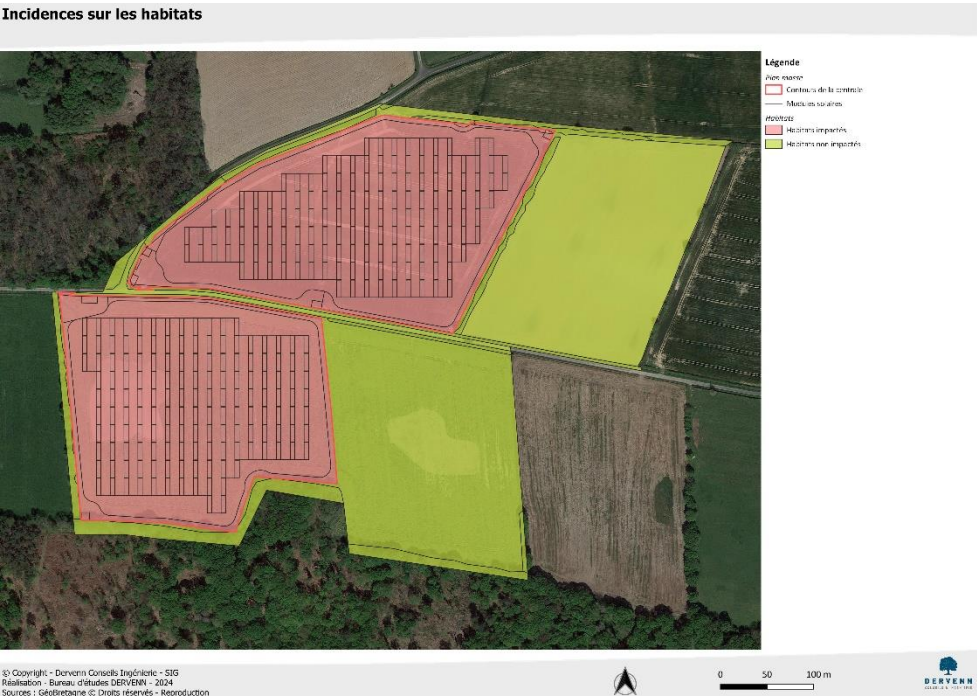 Incidences sur les habitats
Légende
Plan masse
Contours de la centrale
Modules solaires
Habitats
Habitats impactés
Habitats non impactés
© Copyright - Dervenn Conseils Ingénierie - SIG
Réalisation - Bureau d'études DERVENN - 2024
Sources : GéoBretagne © Droits réservés - Reproduction
0 50 100 m
DERVENN